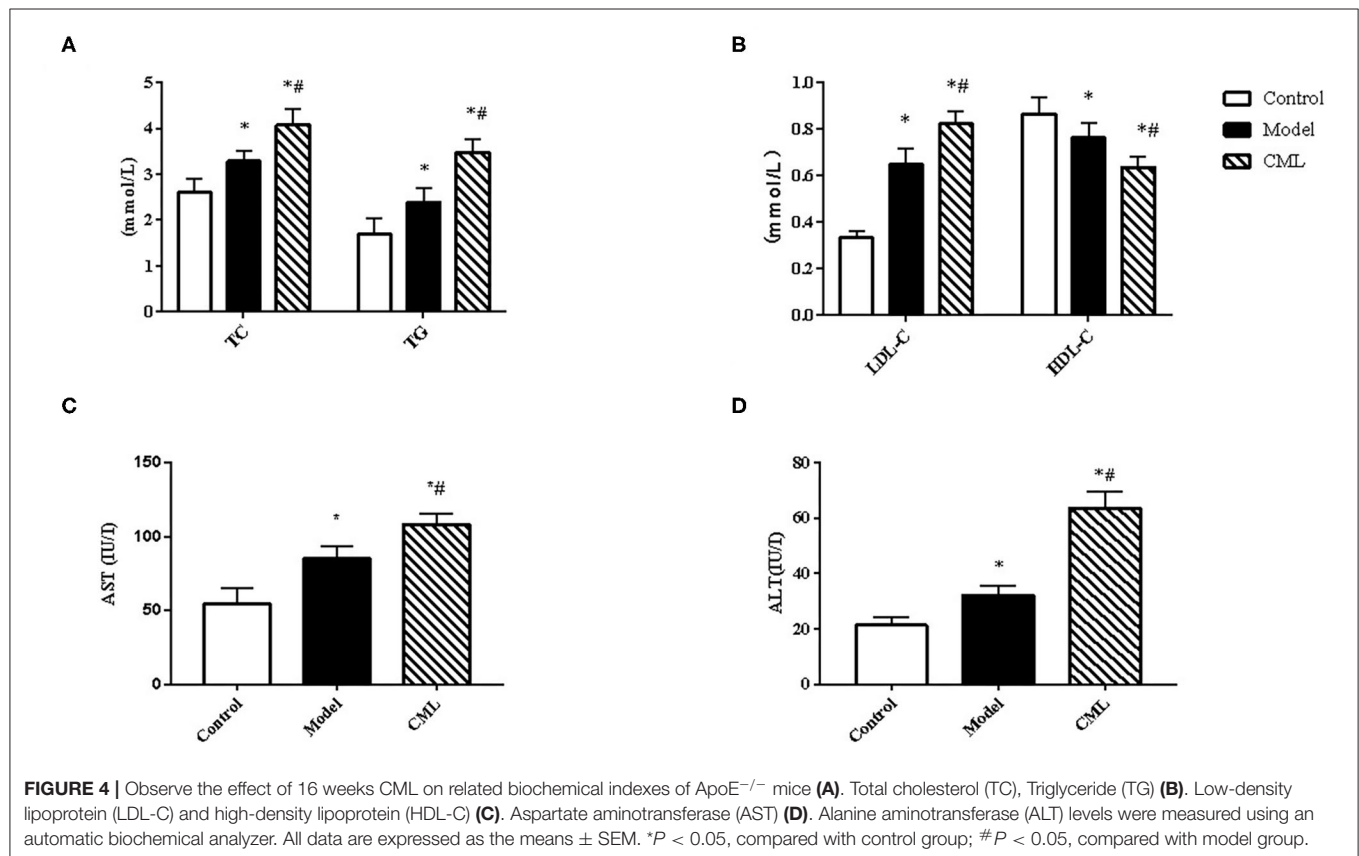 A
5
4
3
2
1
0
(mmol/L)
*
*#
*
*#
TC
TG
B
1.0
0.8
0.6
0.4
0.2
0.0
(mmol/L)
*
*#
*
*#
LDL-C
HDL-C
Control
Model
CML
C
150
100
50
0
AST (IU/I)
*
*#
Control
Model
CML
D
80
60
40
20
0
ALT(IU/I)
*
*#
Control
Model
CML
FIGURE 4 | Observe the effect of 16 weeks CML on related biochemical indexes of ApoE−/− mice (A). Total cholesterol (TC), Triglyceride (TG) (B). Low-density
lipoprotein (LDL-C) and high-density lipoprotein (HDL-C) (C). Aspartate aminotransferase (AST) (D). Alanine aminotransferase (ALT) levels were measured using an
automatic biochemical analyzer. All data are expressed as the means ± SEM. *P < 0.05, compared with control group; #P < 0.05, compared with model group.